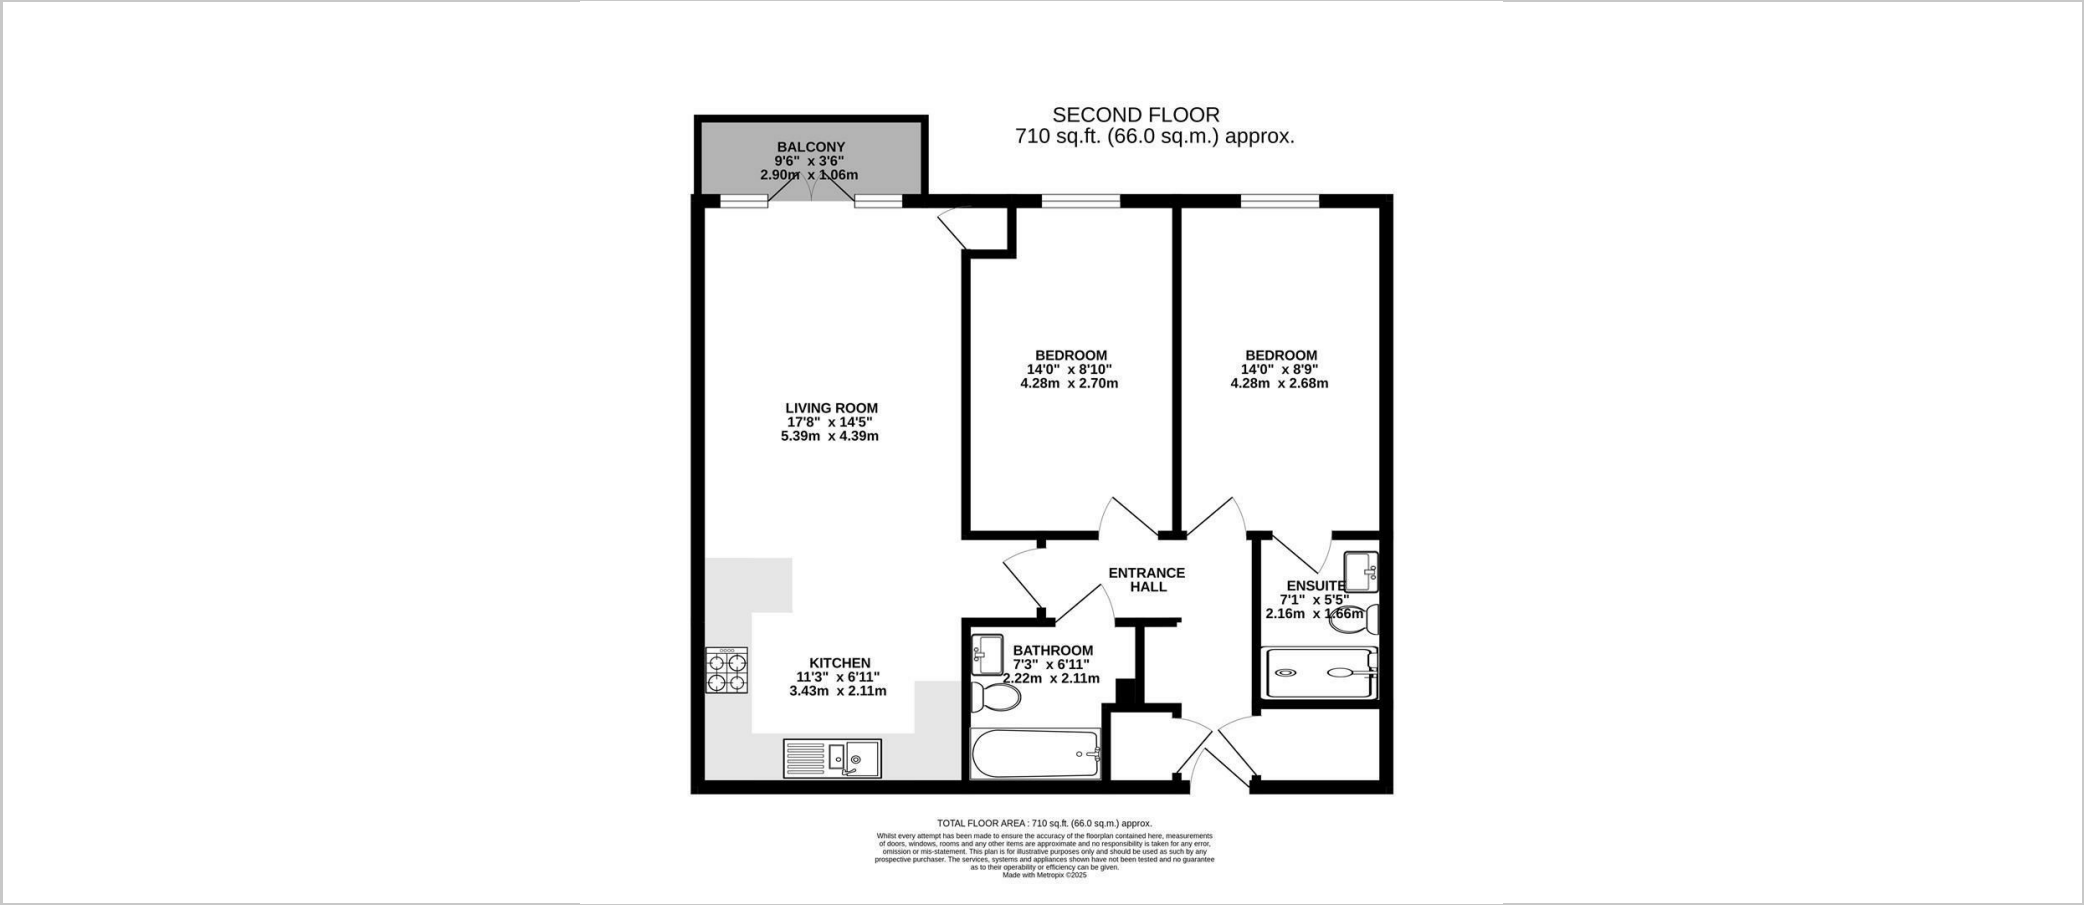 SECOND FLOOR
710 sq.ft. (66.0 sq.m.) approx.
BALCONY
9'6" x 3'6"
2.90m x 1.06m
BEDROOM
14'0" x 8'10"
4.28m x 2.70m
BEDROOM
14'0" x 8'9"
4.28m x 2.68m
LIVING ROOM
17'8" x 14'5"
5.39m x 4.39m
ENTRANCE
HALL
ENSUITE
7'1" x 5'5"
2.16m x 1.66m
KITCHEN
11'3" x 6'11"
3.43m x 2.11m
BATHROOM
7'3" x 6'11"
2.22m x 2.11m
TOTAL FLOOR AREA : 710 sq.ft. (66.0 sq.m.) approx.
Whilst every attempt has been made to ensure the accuracy of the floorplan contained here, measurements
of doors, windows, rooms and any other items are approximate and no responsibility is taken for any error,
omission or mis-statement. This plan is for illustrative purposes only and should be used as such by any
prospective purchaser. The services, systems and appliances shown have not been tested and no guarantee
as to their operability or efficiency can be given.
Made with Metropix ©2025